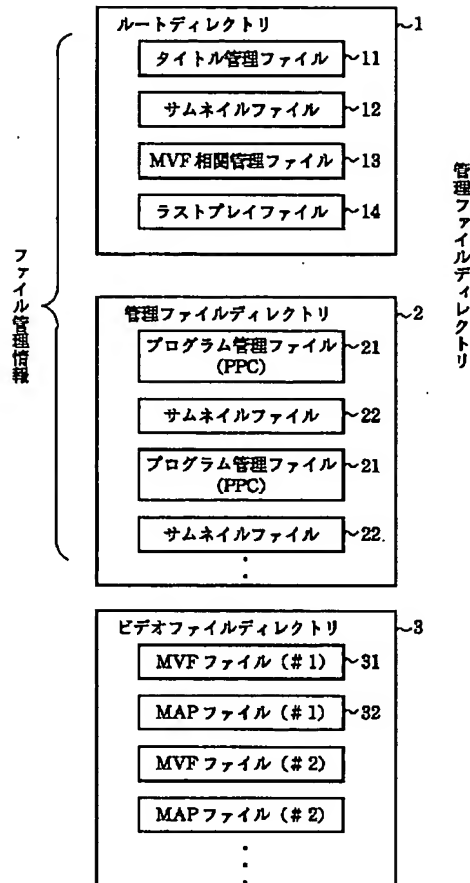 ルートディレクトリ
~1
タイトル管理ファイル
~11
サムネイルファイル
~12
MVF相関管理ファイル
~13
ラストプレイファイル
~14
管理ファイルディレクトリ
ファイル管理情報
管理ファイルディレクトリ
~2
プログラム管理ファイル
(PPC)
~21
サムネイルファイル
~22
プログラム管理ファイル
(PPC)
~21
サムネイルファイル
~22.
ビデオファイルディレクトリ
~3
MVFファイル (#1)
~31
MAPファイル (#1)
~32
MVFファイル (#2)
MAPファイル (#2)